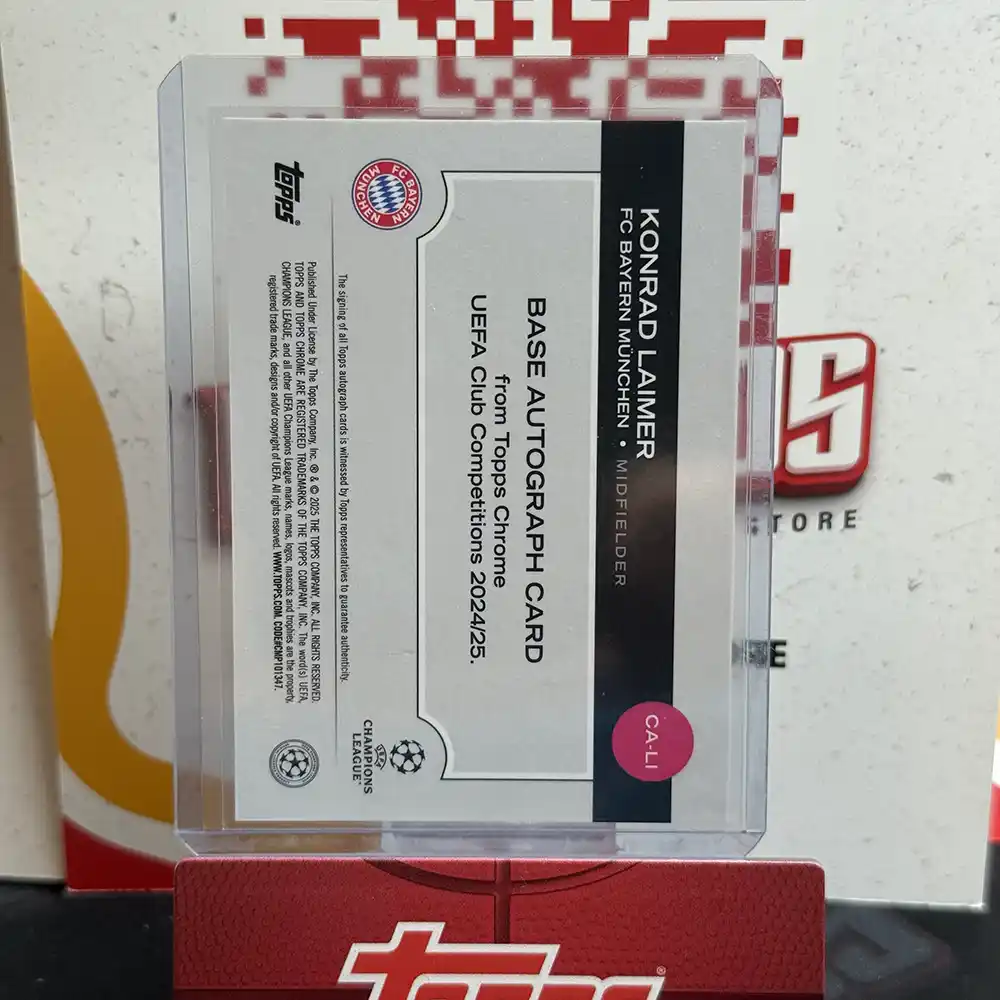 KONRAD LAIMER
FC BAYERN MÜNCHEN • MIDFIELDER
CA-LI
BASE AUTOGRAPH CARD
from Topps Chrome
UEFA Club Competitions 2024/25.
FC BAYERN
MÜNCHEN
UEFA
CHAMPIONS
LEAGUE®
The signing of all Topps autograph cards is witnessed by Topps representatives to guarantee authenticity.
topps®
Published Under License by The Topps Company, Inc. ® & © 2025 THE TOPPS COMPANY, INC. ALL RIGHTS RESERVED.
TOPPS AND TOPPS CHROME ARE REGISTERED TRADEMARKS OF THE TOPPS COMPANY, INC. The word(s) UEFA,
CHAMPIONS LEAGUE, and all other UEFA Champions League marks, names, logos, mascots and trophies are the property,
registered trade marks, designs and/or copyright of UEFA. All rights reserved. WWW.TOPPS.COM. CODE#CMP101347.
TORE
E
topps®